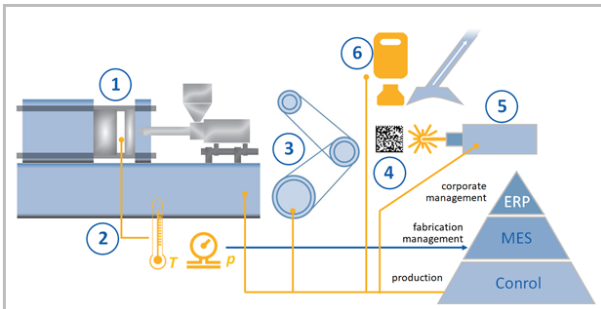 6
1
5
3
4
corporate
management
ERP
2
fabrication
management
MES
T
p
production
Conrol